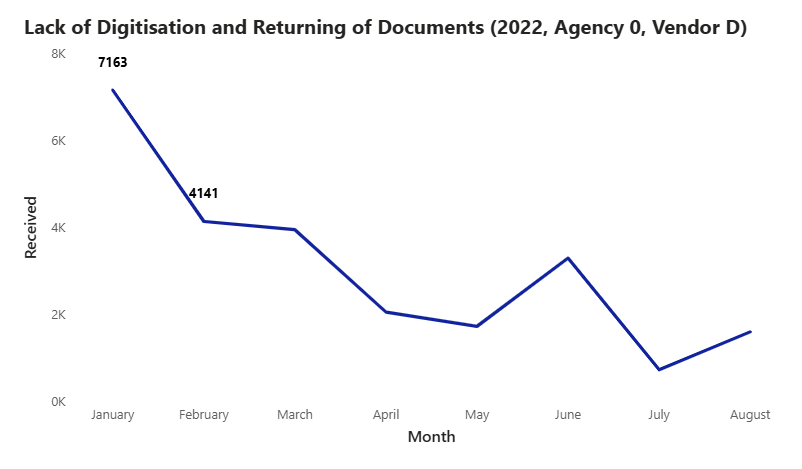 Lack of Digitisation and Returning of Documents (2022, Agency 0, Vendor D)
8K
7163
6K
4141
4K
Received
2K
0K
January February March April May June July August
Month